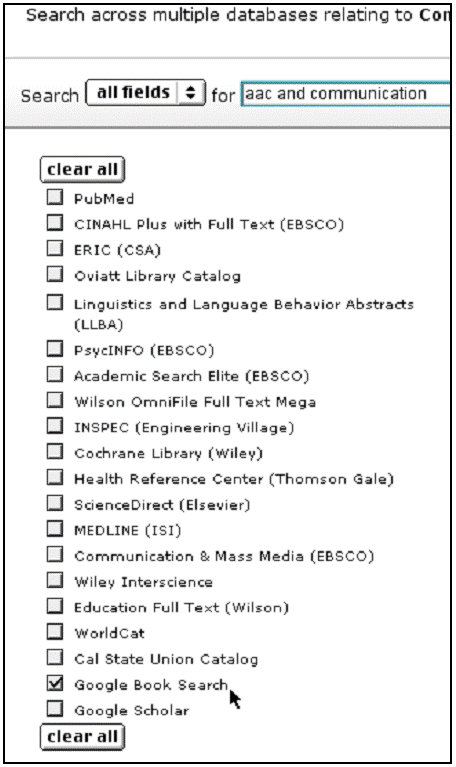 Search across multiple databases relating to Con
Search all fields for aac and communication
clear all
PubMed
CINAHL Plus with Full Text (EBSCO)
ERIC (CSA)
Oviatt Library Catalog
Linguistics and Language Behavior Abstracts
(LLBA)
PsycINFO (EBSCO)
Academic Search Elite (EBSCO)
Wilson OmniFile Full Text Mega
INSPEC (Engineering Village)
Cochrane Library (Wiley)
Health Reference Center (Thomson Gale)
ScienceDirect (Elsevier)
MEDLINE (ISI)
Communication & Mass Media (EBSCO)
Wiley Interscience
Education Full Text (Wilson)
WorldCat
Cal State Union Catalog
Google Book Search
Google Scholar
clear all